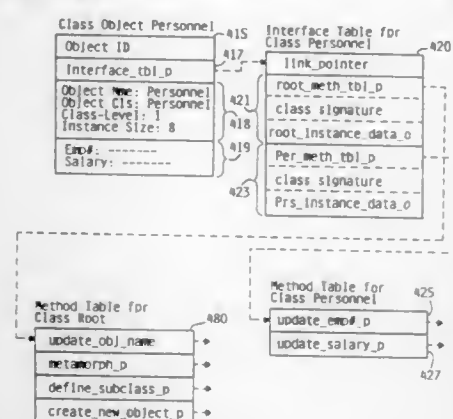 Class Object Personnel
415
Object ID
417
Interface_tbl_p
Object Nme: Personnel
Object Cls: Personnel
Class-Level: 1
Instance Size: 8
418
Emp#: --------
Salary: --------
419
Interface Table for
Class Personnel
420
link_pointer
root_meth_tbl_p
421
class signature
root_instance_data_o
Per_meth_tbl_p
class signature
423
Prs_instance_data_o
Method Table for
Class Root
480
update_obj_name
metamorph_p
define_subclass_p
create_new_object_p
Method Table for
Class Personnel
425
update_emp#_p
update_salary_p
427